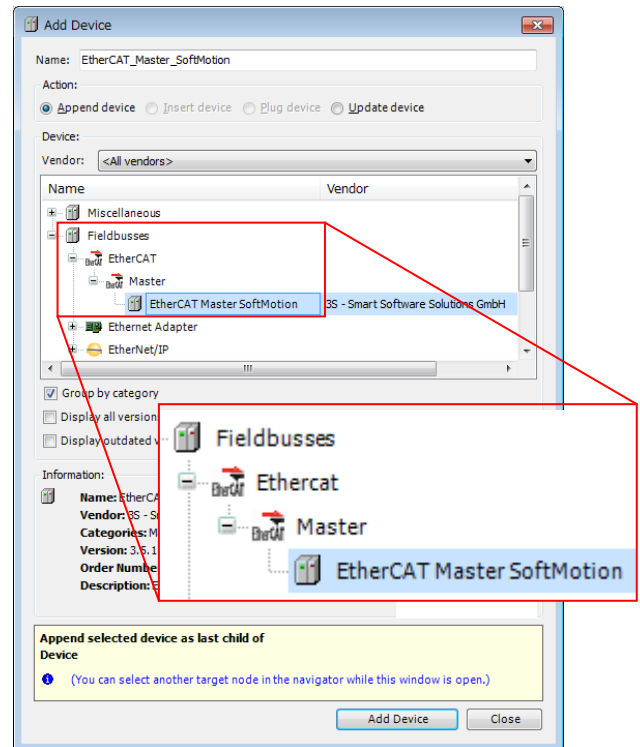 Add Device
Name: EtherCAT_Master_SoftMotion
Action:
Append device Insert device Plug device Update device
Device:
Vendor: <All vendors>
Name Vendor
Miscellaneous
Fieldbusses
EtherCAT
Master
EtherCAT Master SoftMotion 3S - Smart Software Solutions GmbH
Ethernet Adapter
EtherNet/IP
Group by category
Display all version
Display outdated v
Information:
Name: EtherCA
Vendor: 3S - S
Categories: M
Version: 3.5.1
Order Numbe
Description: E
Fieldbusses
EtherCAT Ethercat
EtherCAT Master
EtherCAT Master SoftMotion
Append selected device as last child of
Device
(You can select another target node in the navigator while this window is open.)
Add Device Close